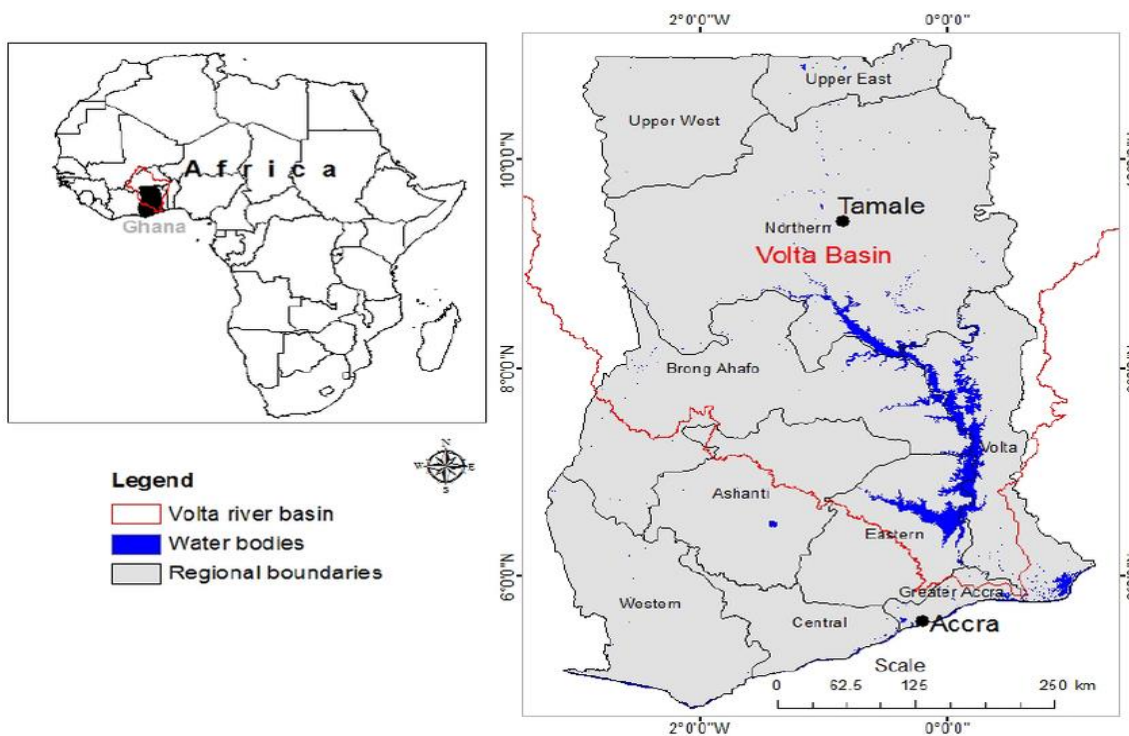 Africa
Ghana
N
W E
S
Legend
Volta river basin
Water bodies
Regional boundaries
2°0'0"W 0°0'0"
10°0'0"N
8°0'0"N
6°0'0"N
Upper East
Upper West
Tamale
Northern
Volta Basin
Brong Ahafo
Volta
Ashanti
Eastern
Greater Accra
Western
Central
Accra
Scale
0 62.5 125 250 km
2°0'0"W 0°0'0"